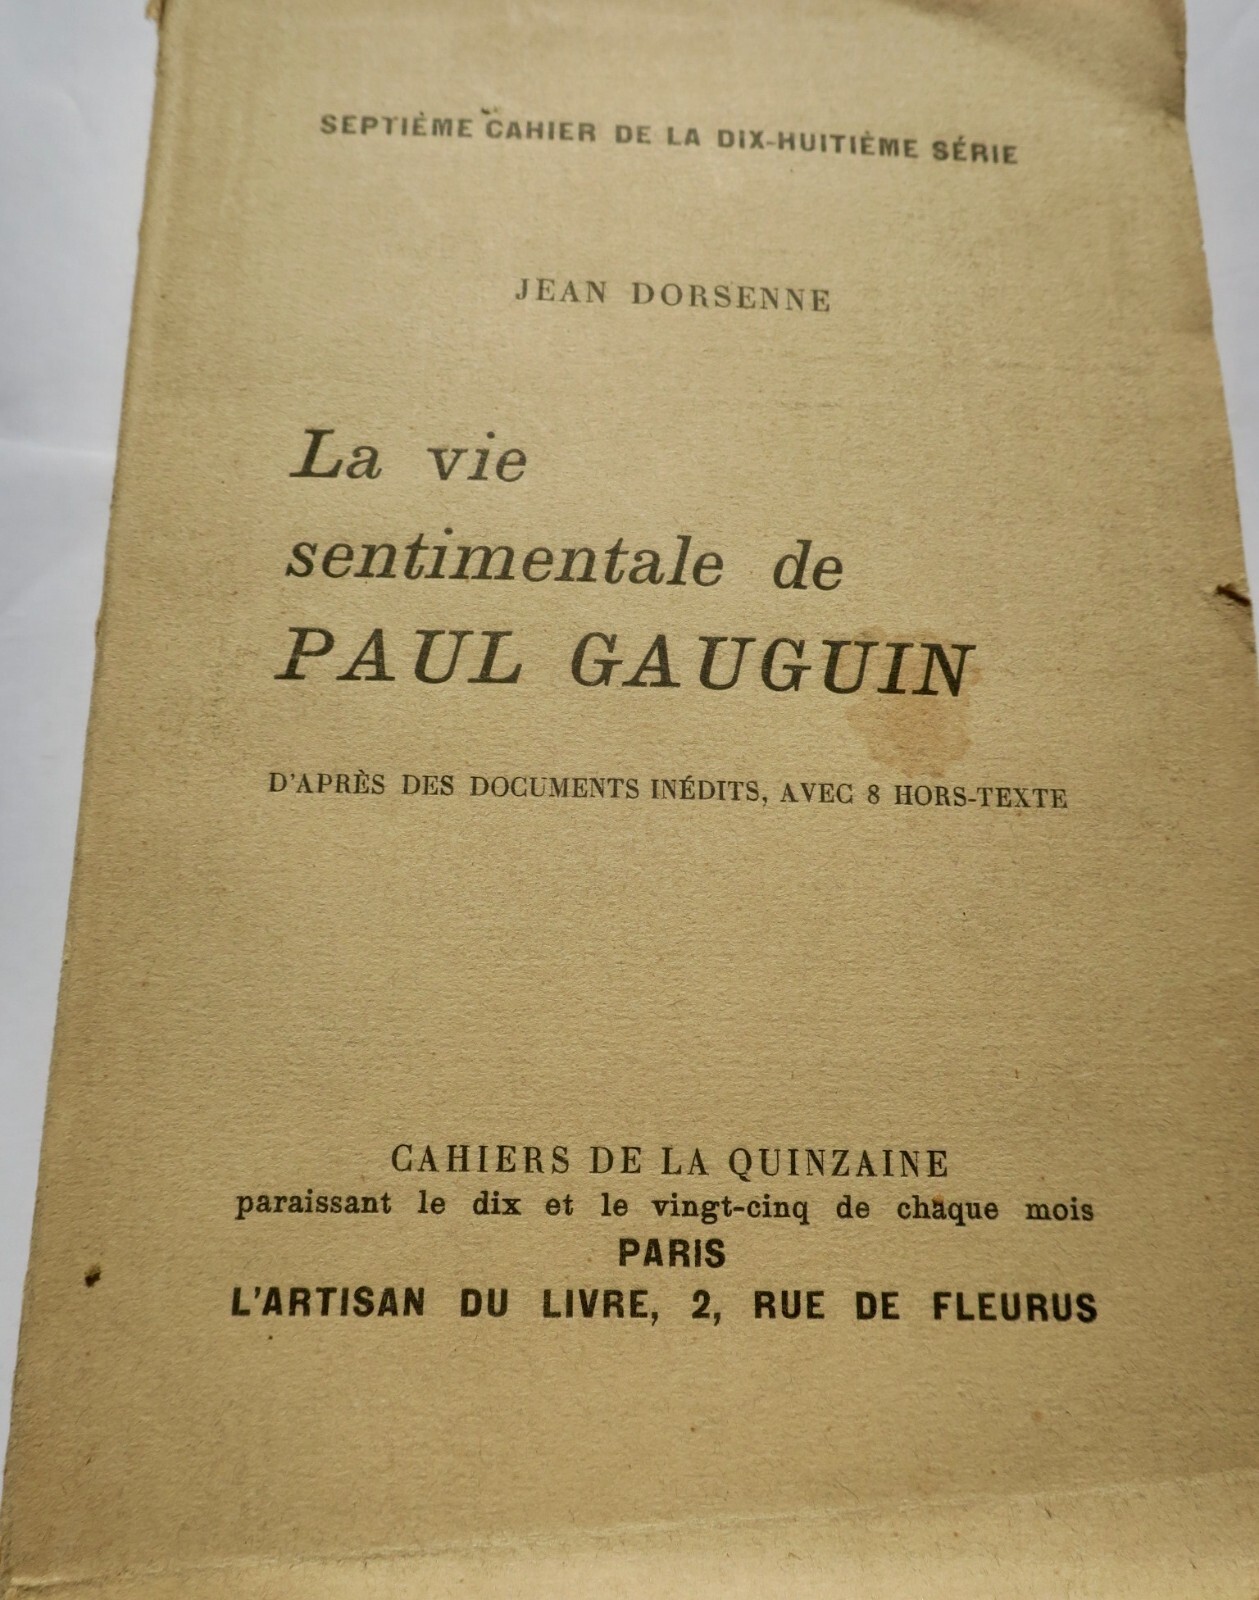 SEPTIÈME CAHIER DE LA DIX-HUITIÈME SÉRIE
JEAN DORSENNE
La vie
sentimentale de
PAUL GAUGUIN
D'APRÈS DES DOCUMENTS INÉDITS, AVEC 8 HORS-TEXTE
CAHIERS DE LA QUINZAINE
paraissant le dix et le vingt-cinq de chaque mois
PARIS
L'ARTISAN DU LIVRE, 2, RUE DE FLEURUS